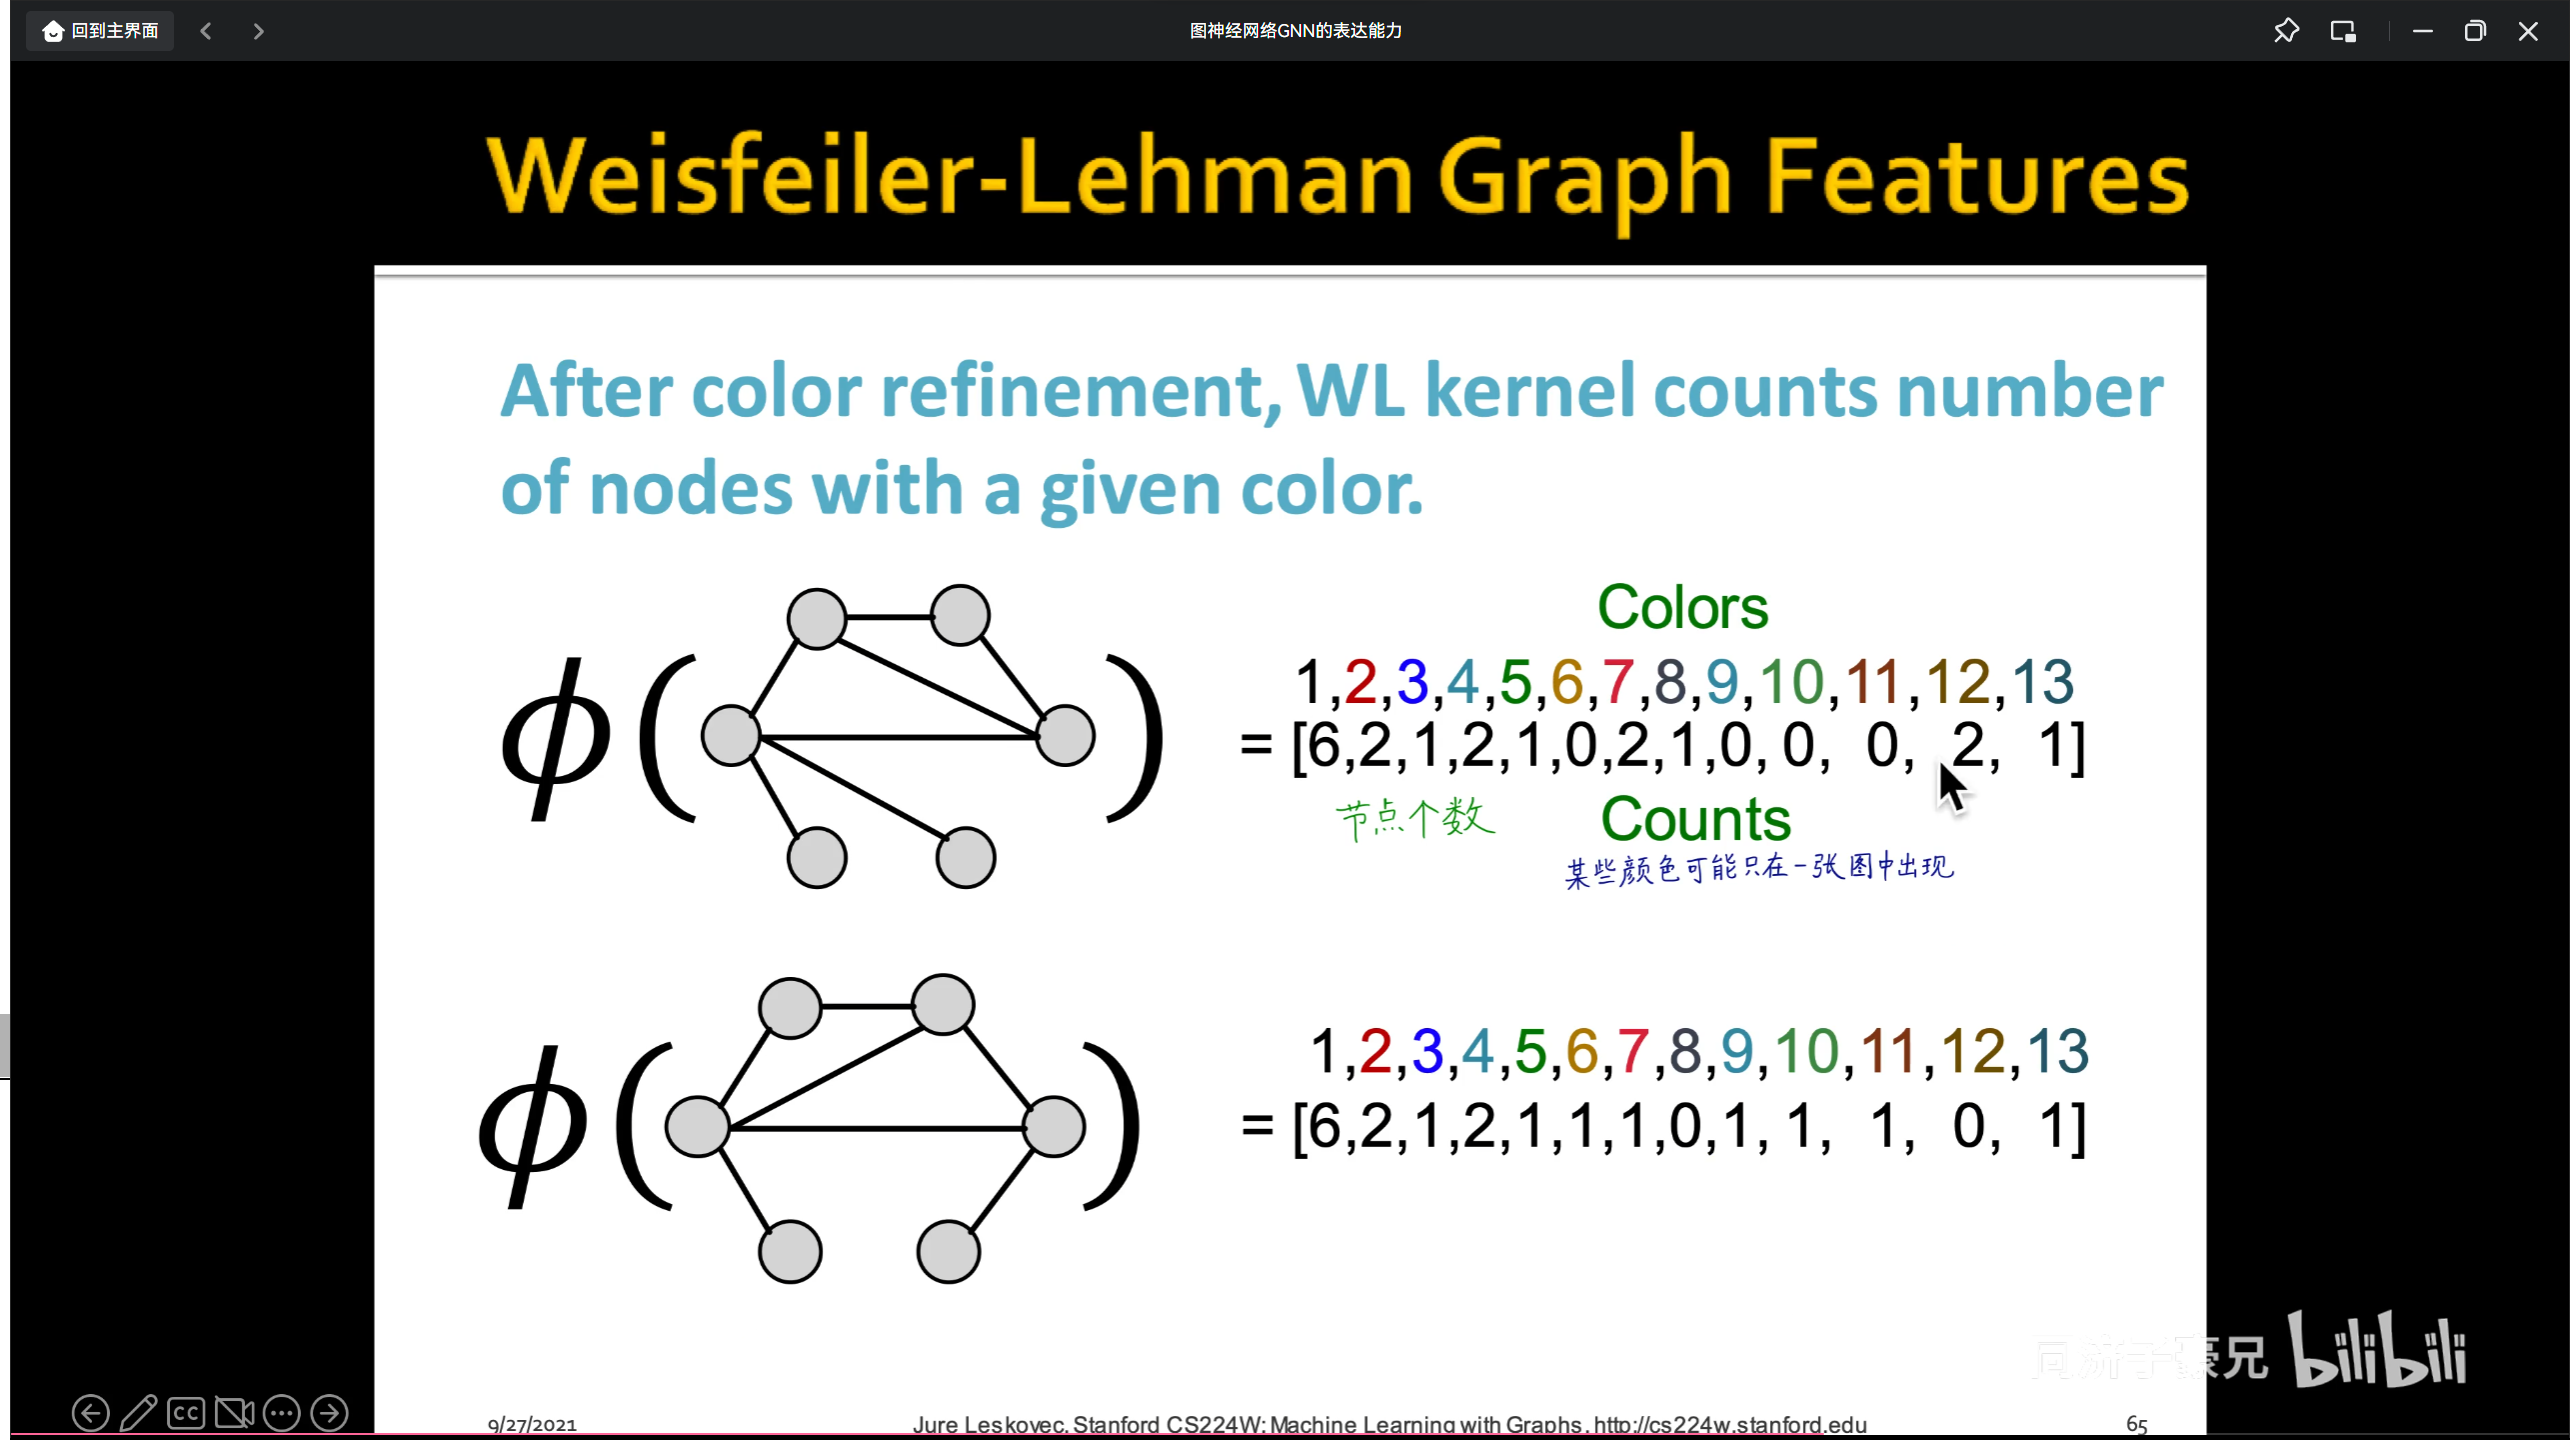 回到主界面
图神经网络GNN的表达能力
Weisfeiler-Lehman Graph Features
After color refinement, WL kernel counts number
of nodes with a given color.
Colors
ϕ( )
1,2,3,4,5,6,7,8,9,10,11,12,13
= [6,2,1,2,1,0,2,1,0, 0, 0, 2, 1]
节点个数
Counts
某些颜色可能只在一张图中出现
ϕ( )
1,2,3,4,5,6,7,8,9,10,11,12,13
= [6,2,1,2,1,1,1,0,1, 1, 1, 0, 1]
同济子豪兄 bilibili
CC
9/27/2021
Jure Leskovec, Stanford CS224W: Machine Learning with Graphs, http://cs224w.stanford.edu
65